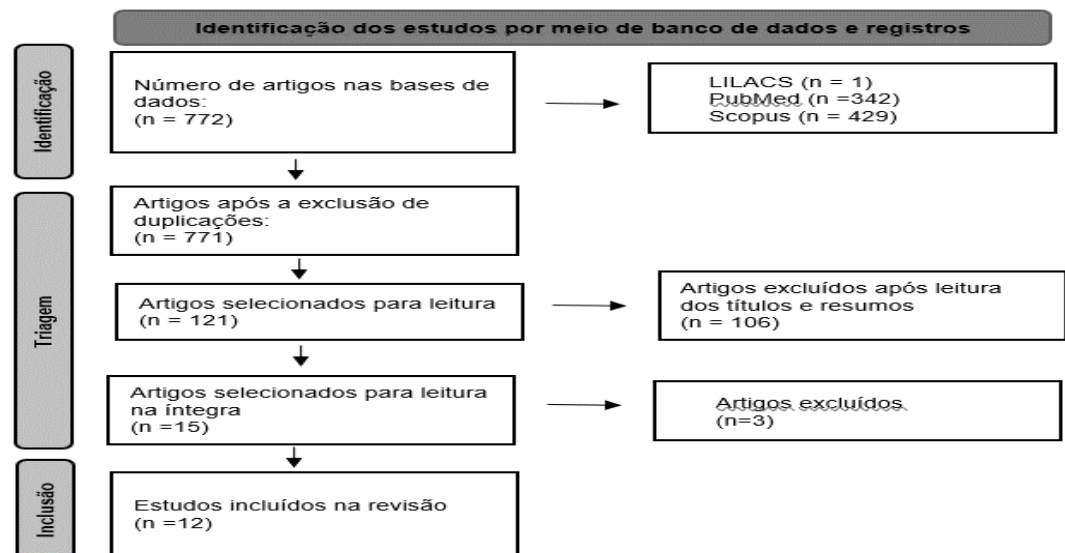 Identificação dos estudos por meio de banco de dados e registros
Identificação
Número de artigos nas bases de
dados:
(n = 772)
LILACS (n = 1)
PubMed (n =342)
Scopus (n = 429)
Triagem
Artigos após a exclusão de
duplicações:
(n = 771)
Artigos selecionados para leitura
(n = 121)
Artigos excluídos após leitura
dos títulos e resumos
(n = 106)
Artigos selecionados para leitura
na íntegra
(n =15)
Artigos excluídos
(n=3)
Inclusão
Estudos incluídos na revisão
(n =12)